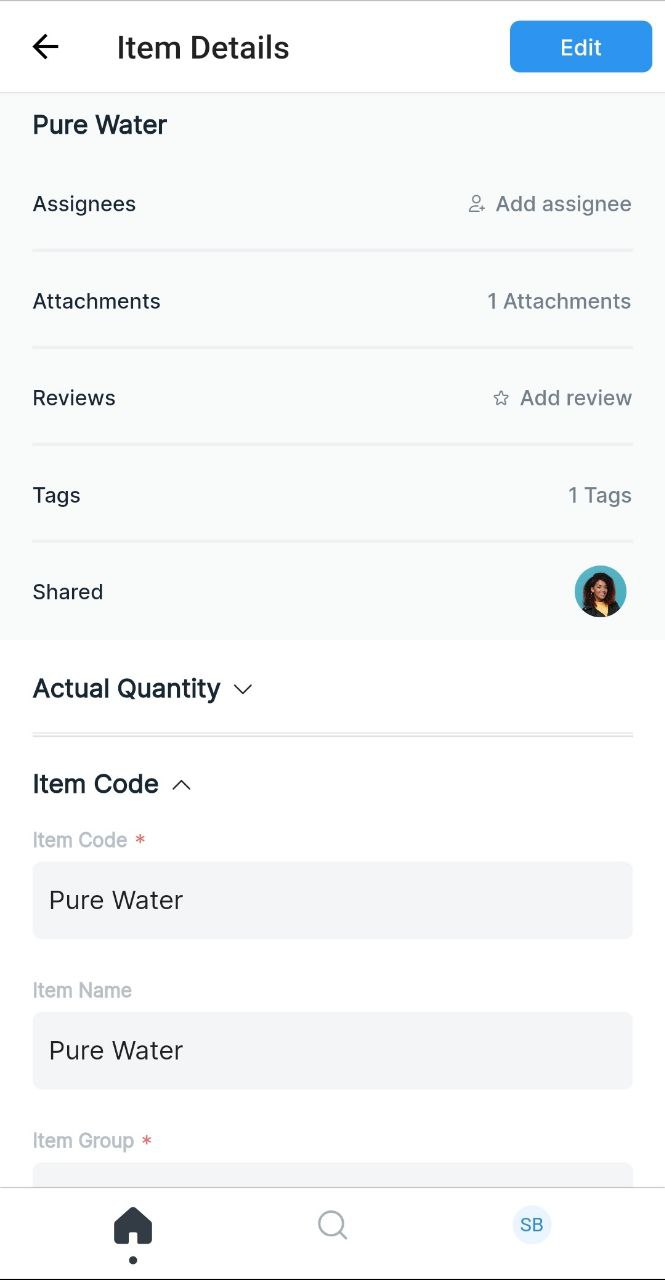 Item Details
Edit
Pure Water
Assignees
Add assignee
Attachments
1 Attachments
Reviews
Add review
Tags
1 Tags
Shared
Actual Quantity
Item Code
Item Code *
Pure Water
Item Name
Pure Water
Item Group *
SB